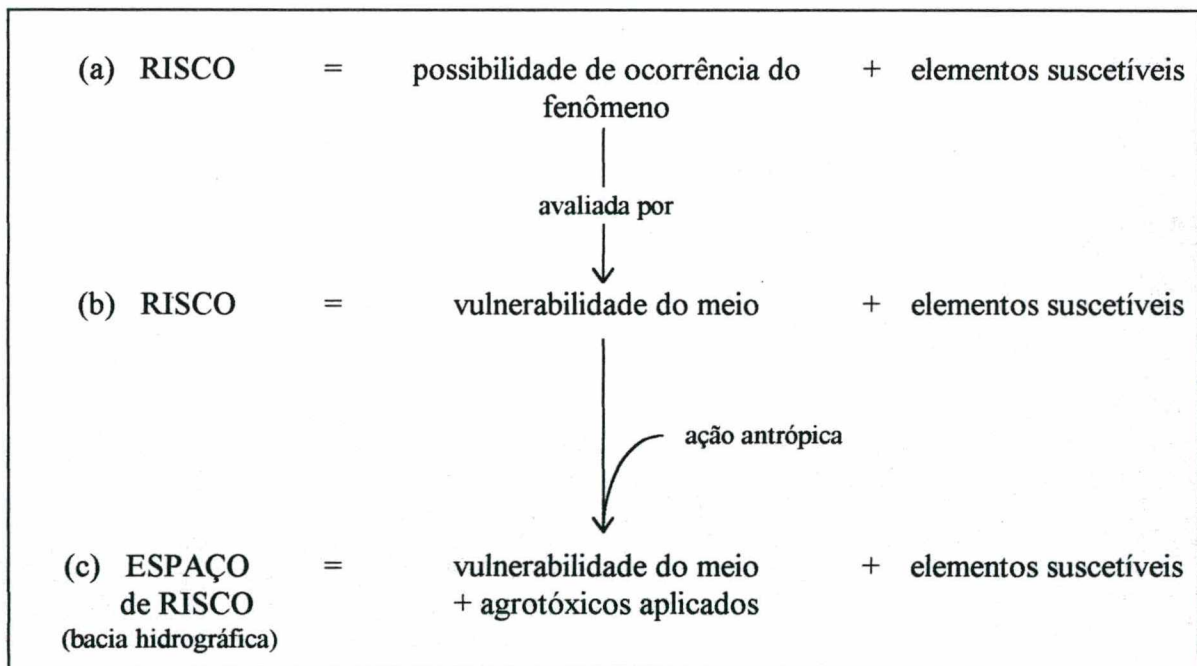 (a) RISCO = possibilidade de ocorrência do + elementos suscetíveis
fenômeno
avaliada por
(b) RISCO = vulnerabilidade do meio + elementos suscetíveis
ação antrópica
(c) ESPAÇO = vulnerabilidade do meio + elementos suscetíveis
de RISCO + agrotóxicos aplicados
(bacia hidrográfica)